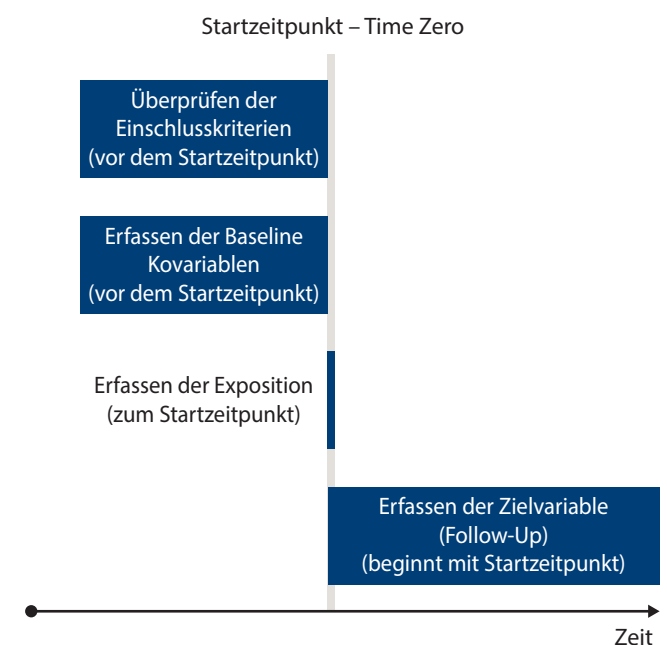 Startzeitpunkt – Time Zero
Überprüfen der
Einschlusskriterien
(vor dem Startzeitpunkt)
Erfassen der Baseline
Kovariablen
(vor dem Startzeitpunkt)
Erfassen der Exposition
(zum Startzeitpunkt)
Erfassen der Zielvariable
(Follow-Up)
(beginnt mit Startzeitpunkt)
Zeit